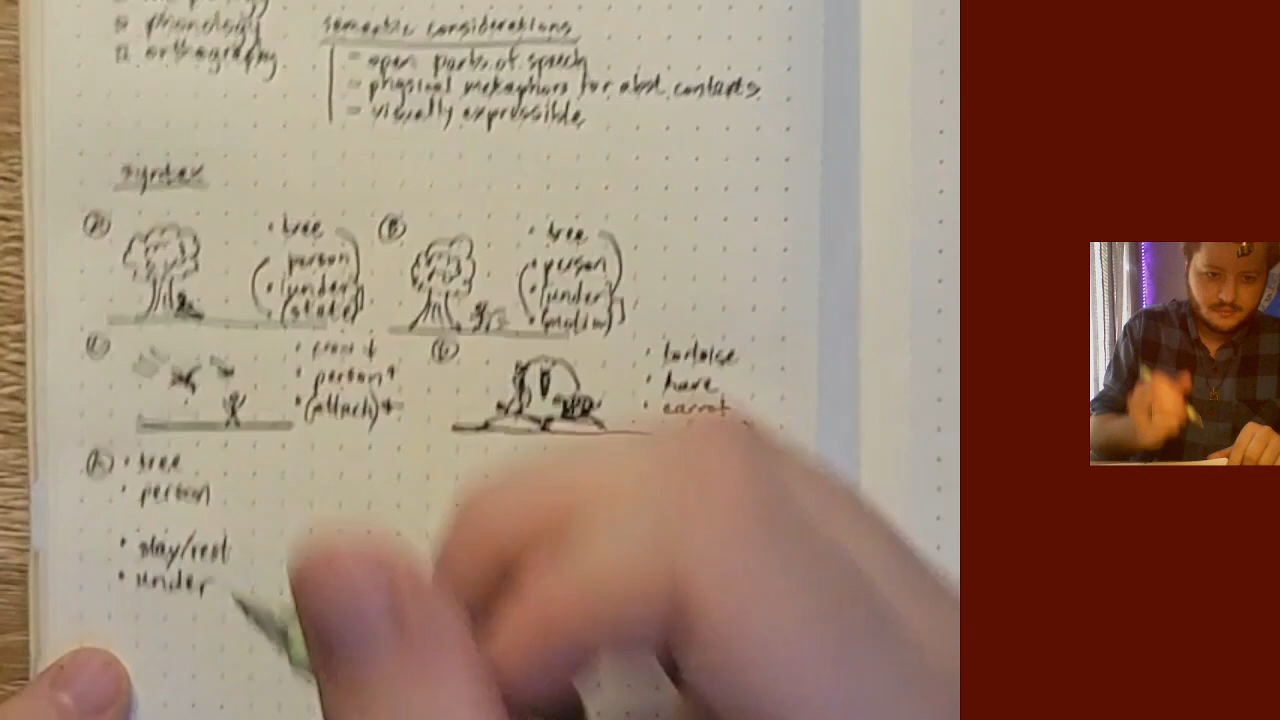 phonology
orthography
semantic considerations
- open parts of speech
- physical metaphors for abst. contexts
- visually expressible
syntax
A
• tree
person
• (under)
• (state)
B
• tree
• person
• (under)
• (motion)
C
• person
• (attach)
D
• tortoise
• hare
• carrot
A • tree
• person
• stay/rest
• under